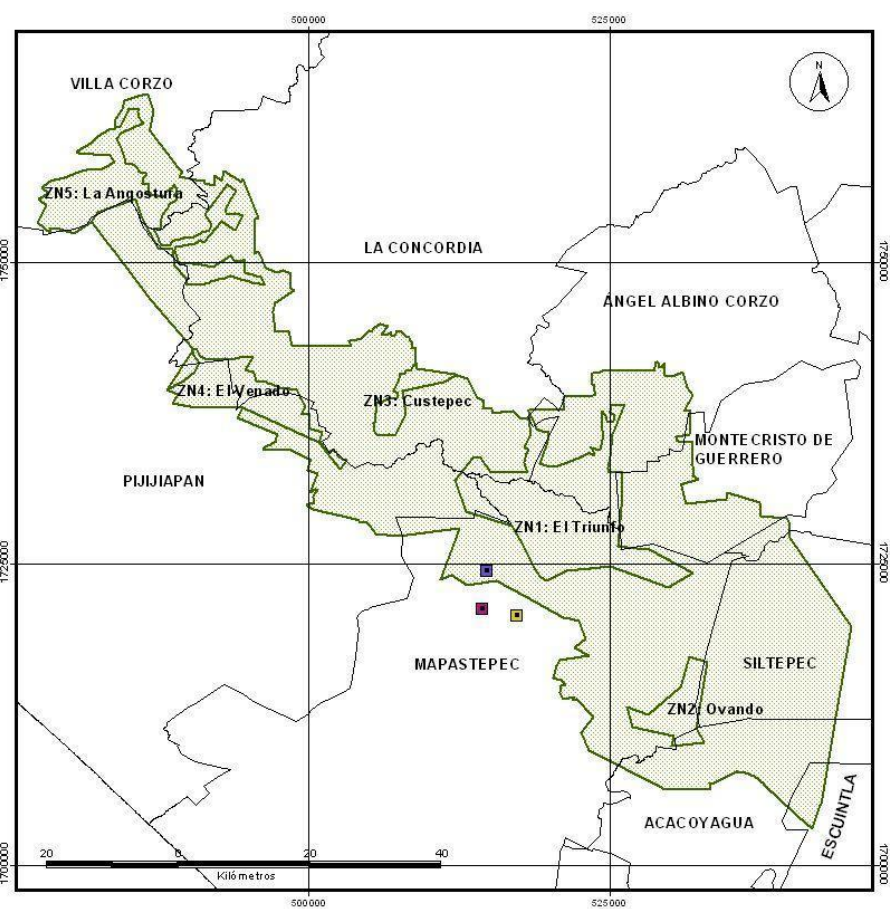 500000 525000
VILLA CORZO
N
ZN5: La Angostura
LA CONCORDIA
1750000 1750000
ÁNGEL ALBINO CORZO
ZN4: El Venado
ZN3: Custepec
MONTECRISTO DE
GUERRERO
PIJIJIAPAN
ZN1: El Triunfo
1725000 1725000
MAPASTEPEC
SILTEPEC
ZN2: Ovando
ACACOYAGUA
ESCUINTLA
20 0 20 40
Kilómetros
1700000 1700000
500000 525000